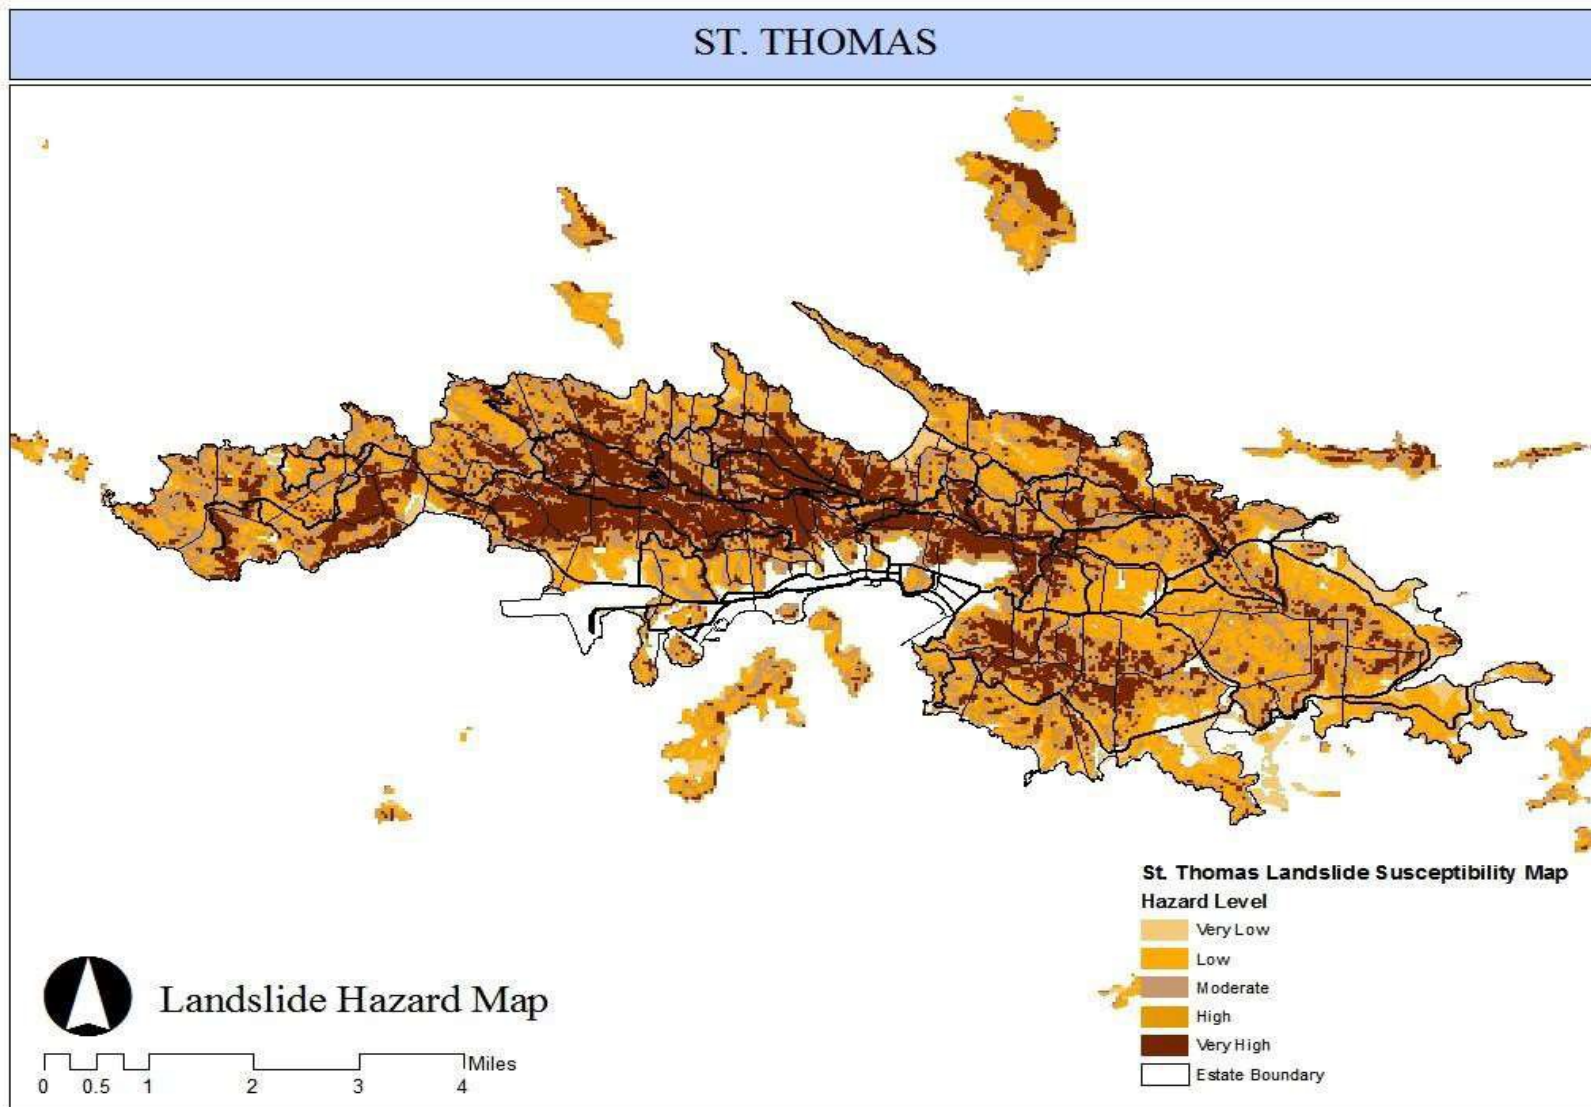 ST. THOMAS
St. Thomas Landslide Susceptibility Map
Hazard Level
Very Low
Low
Moderate
High
Very High
Estate Boundary
Landslide Hazard Map
Miles
0 0.5 1 2 3 4